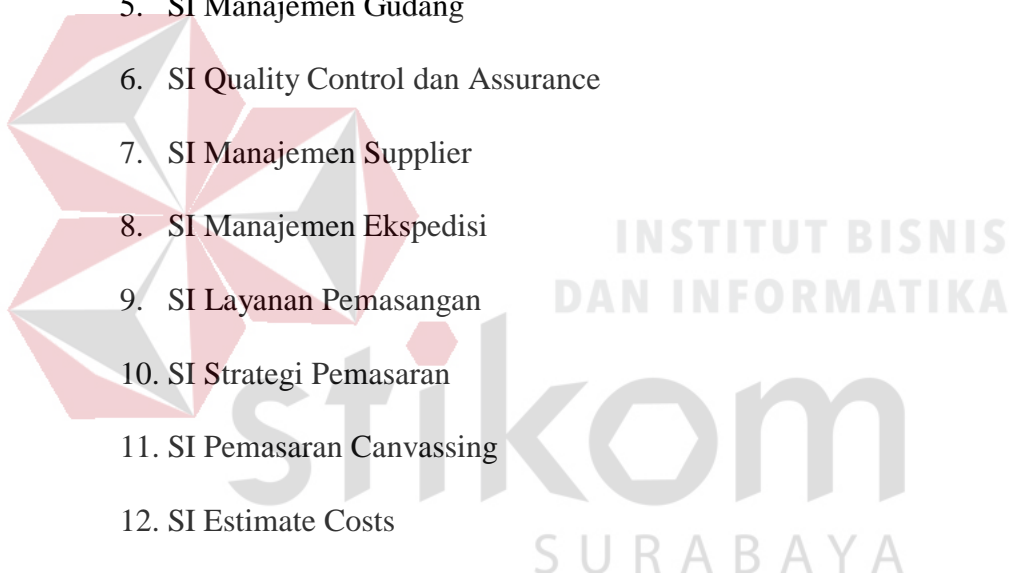 5. SI Manajemen Gudang
6. SI Quality Control dan Assurance
7. SI Manajemen Supplier
8. SI Manajemen Ekspedisi
INSTITUT BISNIS
9. SI Layanan Pemasangan
DAN INFORMATIKA
10. SI Strategi Pemasaran
stikom
11. SI Pemasaran Canvassing
12. SI Estimate Costs
SURABAYA